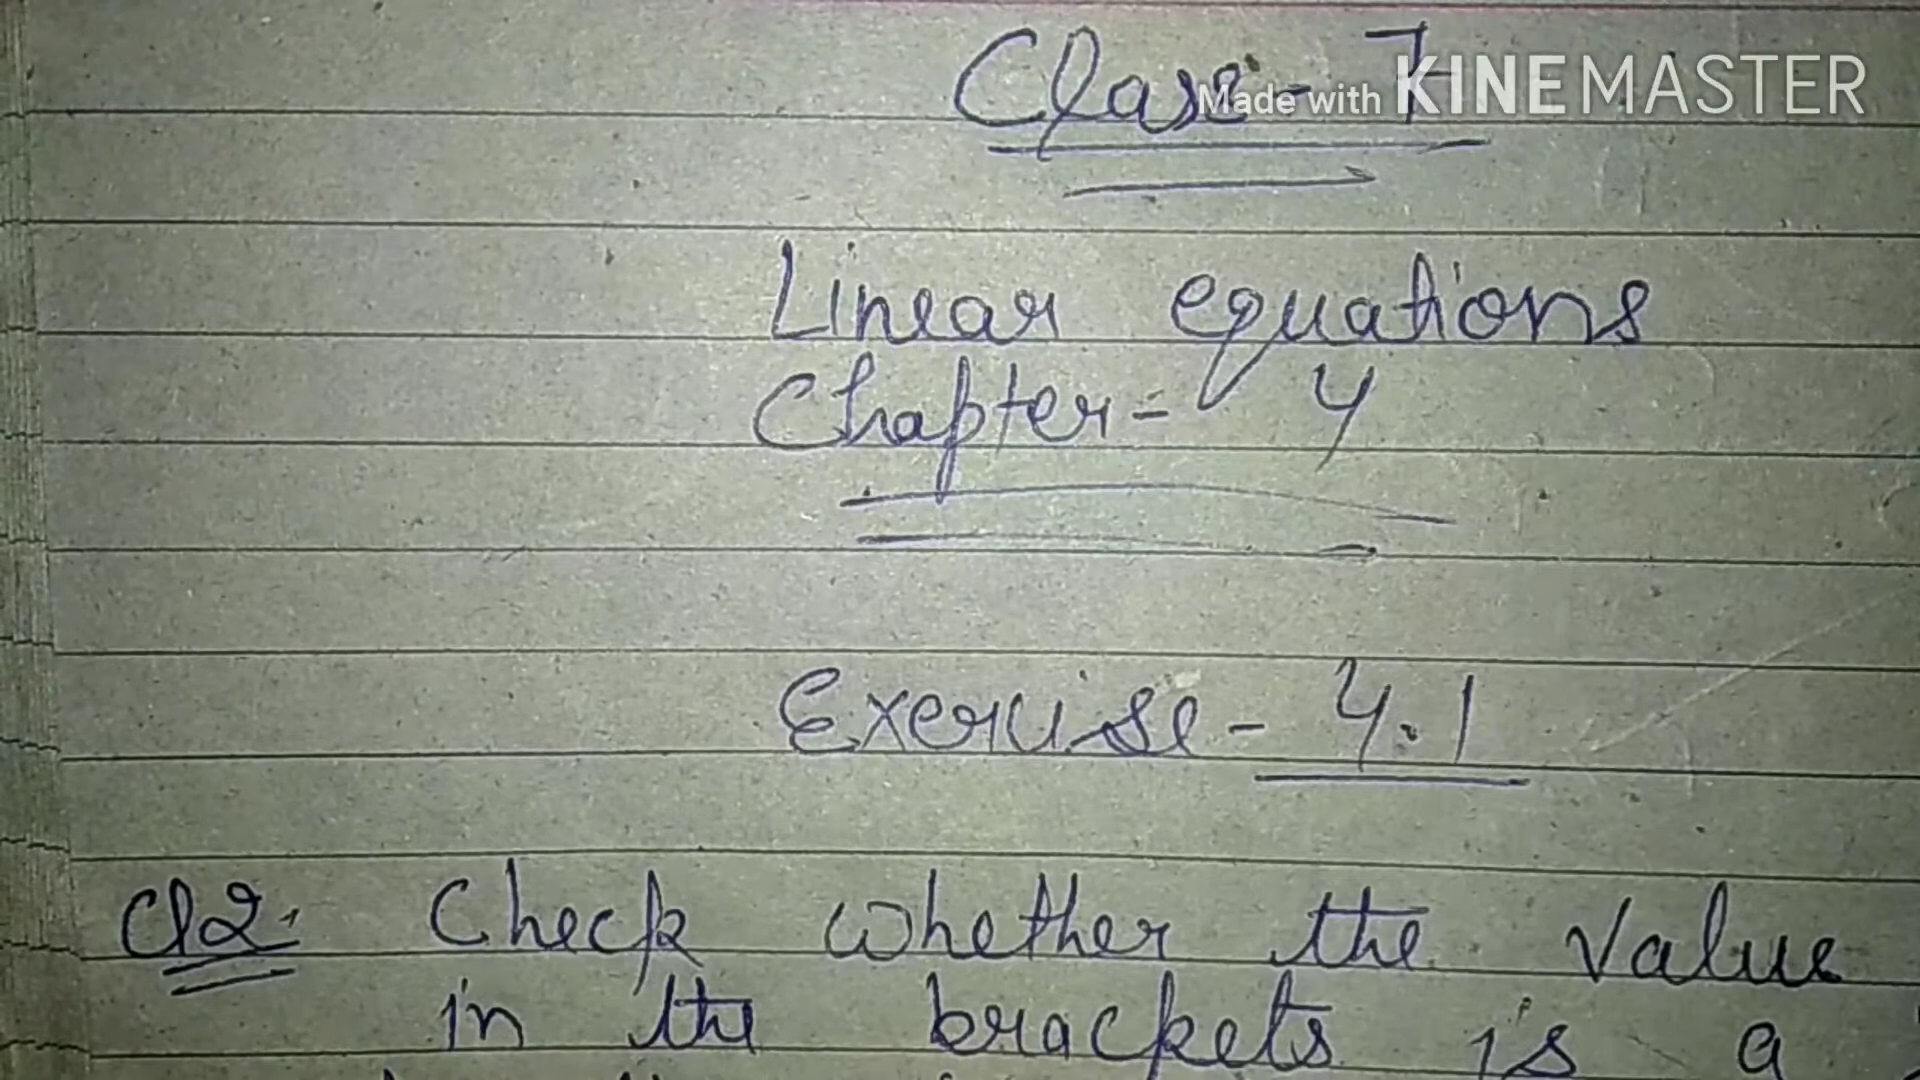 Class-7
Made with KINEMASTER
Linear equations
Chapter- 4
Exercise- 4.1
Q2. Check whether the value
in the brackets is a